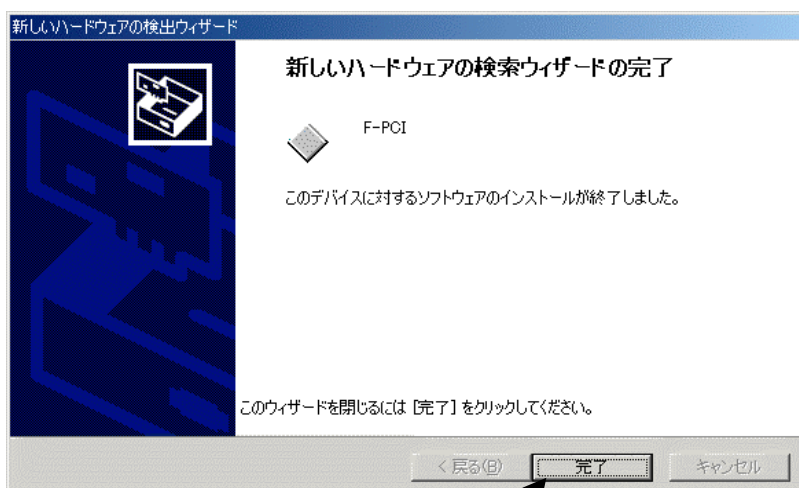 新しいハードウェアの検出ウィザード
新しいハードウェアの検索ウィザードの完了
F-PCI
このデバイスに対するソフトウェアのインストールが終了しました。
このウィザードを閉じるには [完了] をクリックしてください。
< 戻る(B) 完了 キャンセル